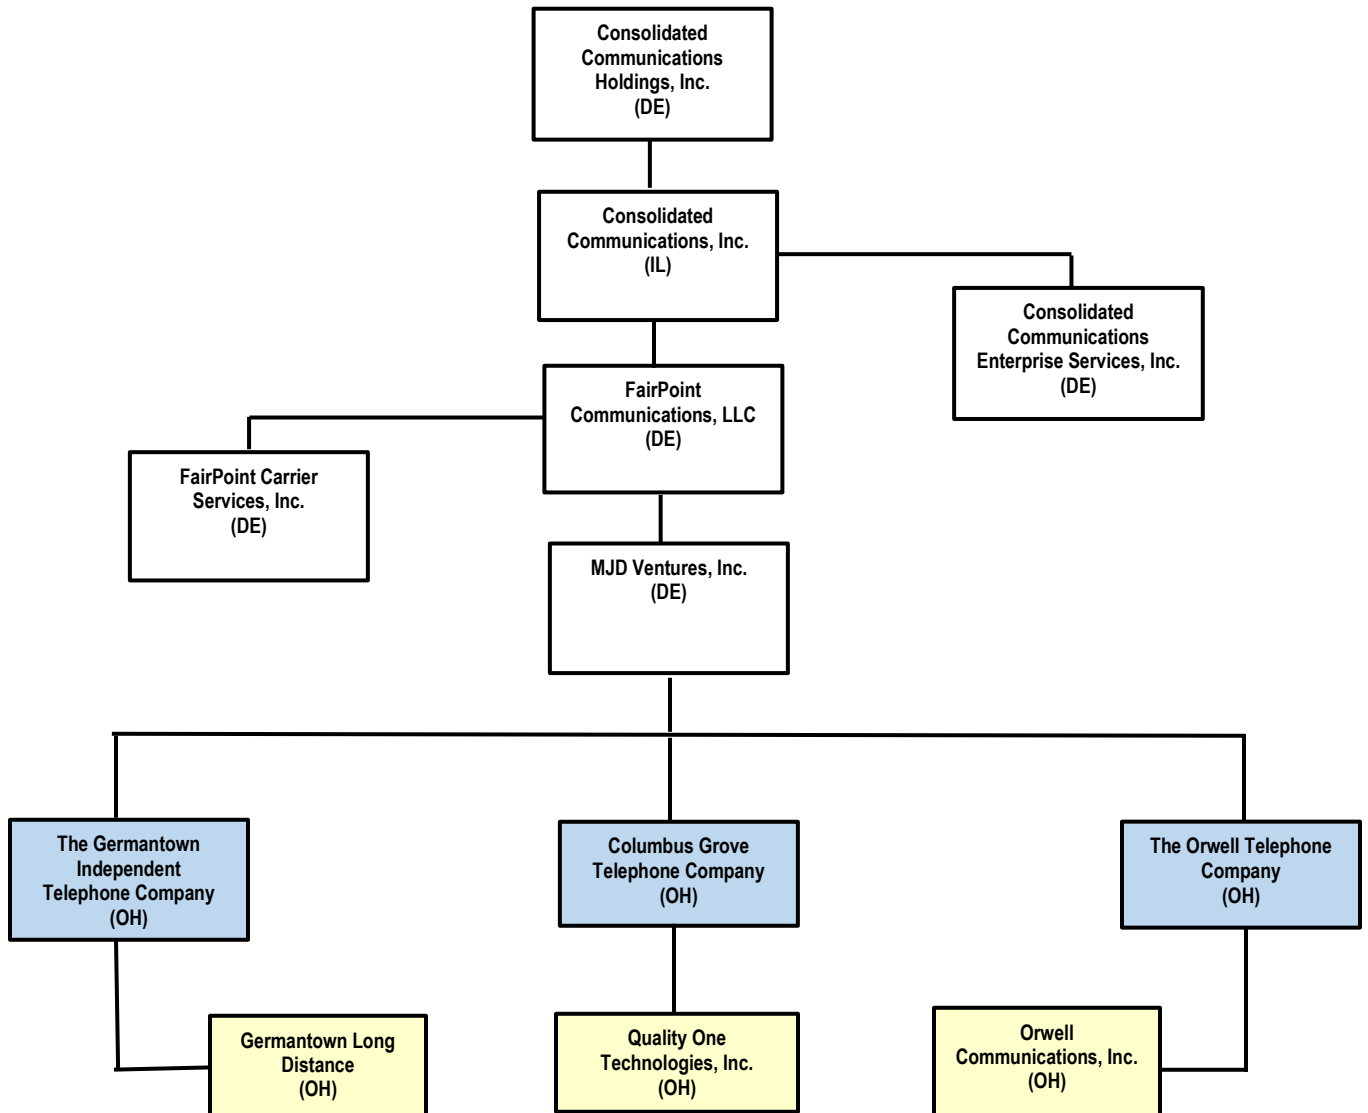 Consolidated
Communications
Holdings, Inc.
(DE)
Consolidated
Communications, Inc.
(IL)
Consolidated
Communications
Enterprise Services, Inc.
(DE)
FairPoint
Communications, LLC
(DE)
FairPoint Carrier
Services, Inc.
(DE)
MJD Ventures, Inc.
(DE)
The Germantown
Independent
Telephone Company
(OH)
Columbus Grove
Telephone Company
(OH)
The Orwell Telephone
Company
(OH)
Germantown Long
Distance
(OH)
Quality One
Technologies, Inc.
(OH)
Orwell
Communications, Inc.
(OH)